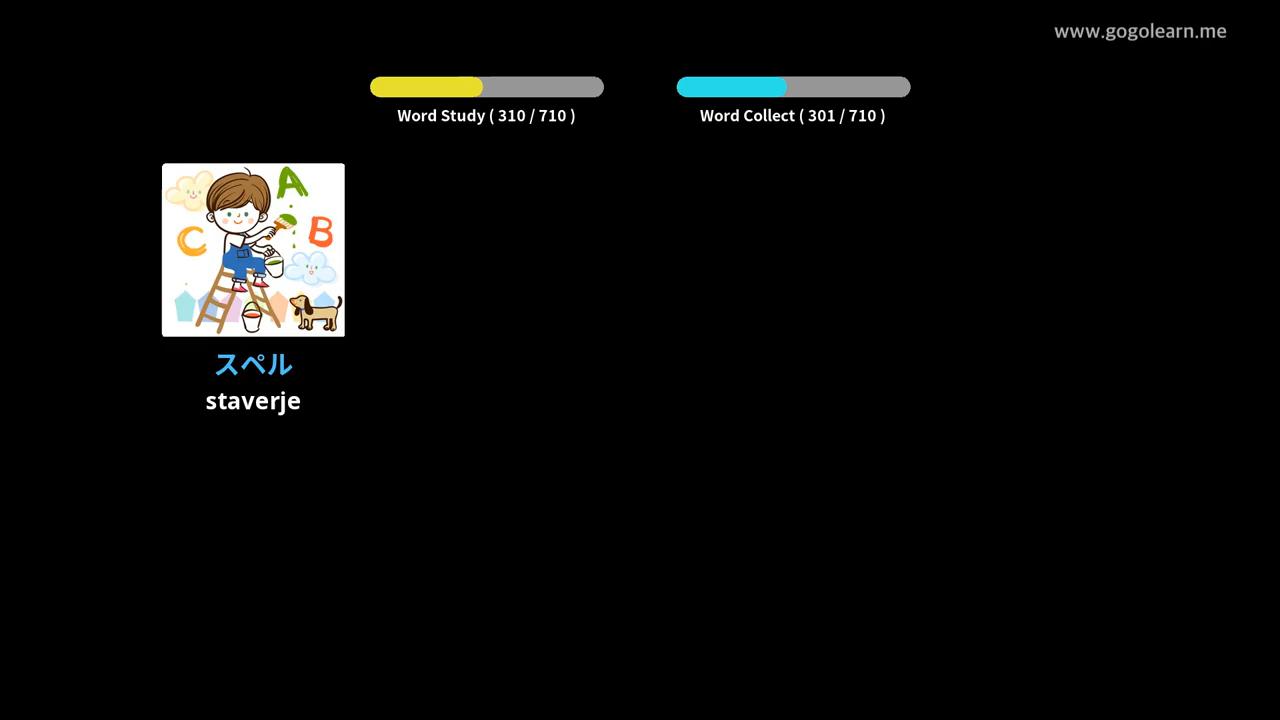 www.gogolearn.me
Word Study ( 310 / 710 )
Word Collect ( 301 / 710 )
A
B
C
スペル
staverje